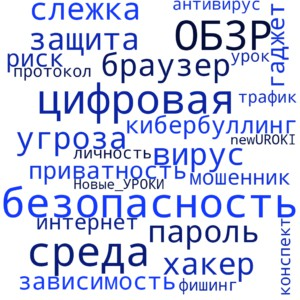 слежка
антивирус
защита
ОБЗР
гаджет
риск
браузер
урок
протокол
цифровая
трафик
кибербуллинг
угроза
newUROKI
личность
вирус
приватность
мошенник
Новые_УРОКИ
безопасность
интернет
пароль
конспект
среда
хакер
зависимость
фишинг